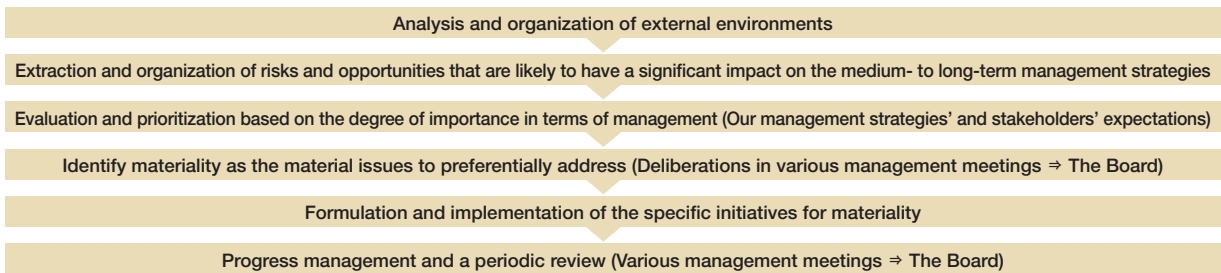 Analysis and organization of external environments
Extraction and organization of risks and opportunities that are likely to have a significant impact on the medium- to long-term management strategies
Evaluation and prioritization based on the degree of importance in terms of management (Our management strategies’ and stakeholders’ expectations)
Identify materiality as the material issues to preferentially address (Deliberations in various management meetings ⇒ The Board)
Formulation and implementation of the specific initiatives for materiality
Progress management and a periodic review (Various management meetings ⇒ The Board)